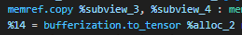 memref.copy %subview_3, %subview_4 : mem
%14 = bufferization.to_tensor %alloc_2